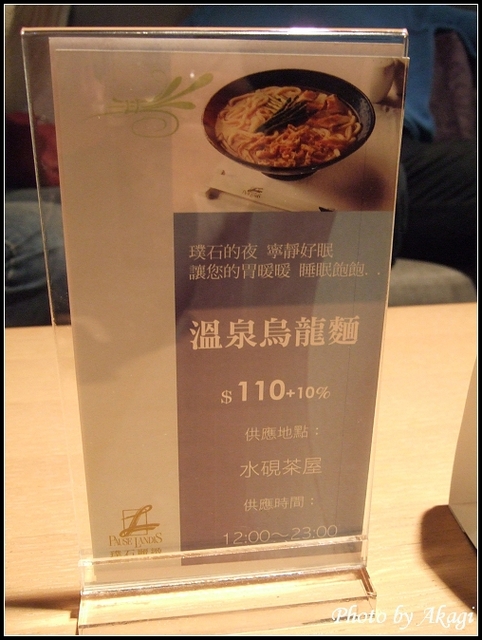 璞石的夜 寧靜好眠
讓您的胃暖暖 睡眠飽飽..
溫泉烏龍麵
$ 110+10%
供應地點：
水硯茶屋
供應時間：
12:00～23:00
PAUSE LANDIS
璞石麗緻
Photo by Akagi